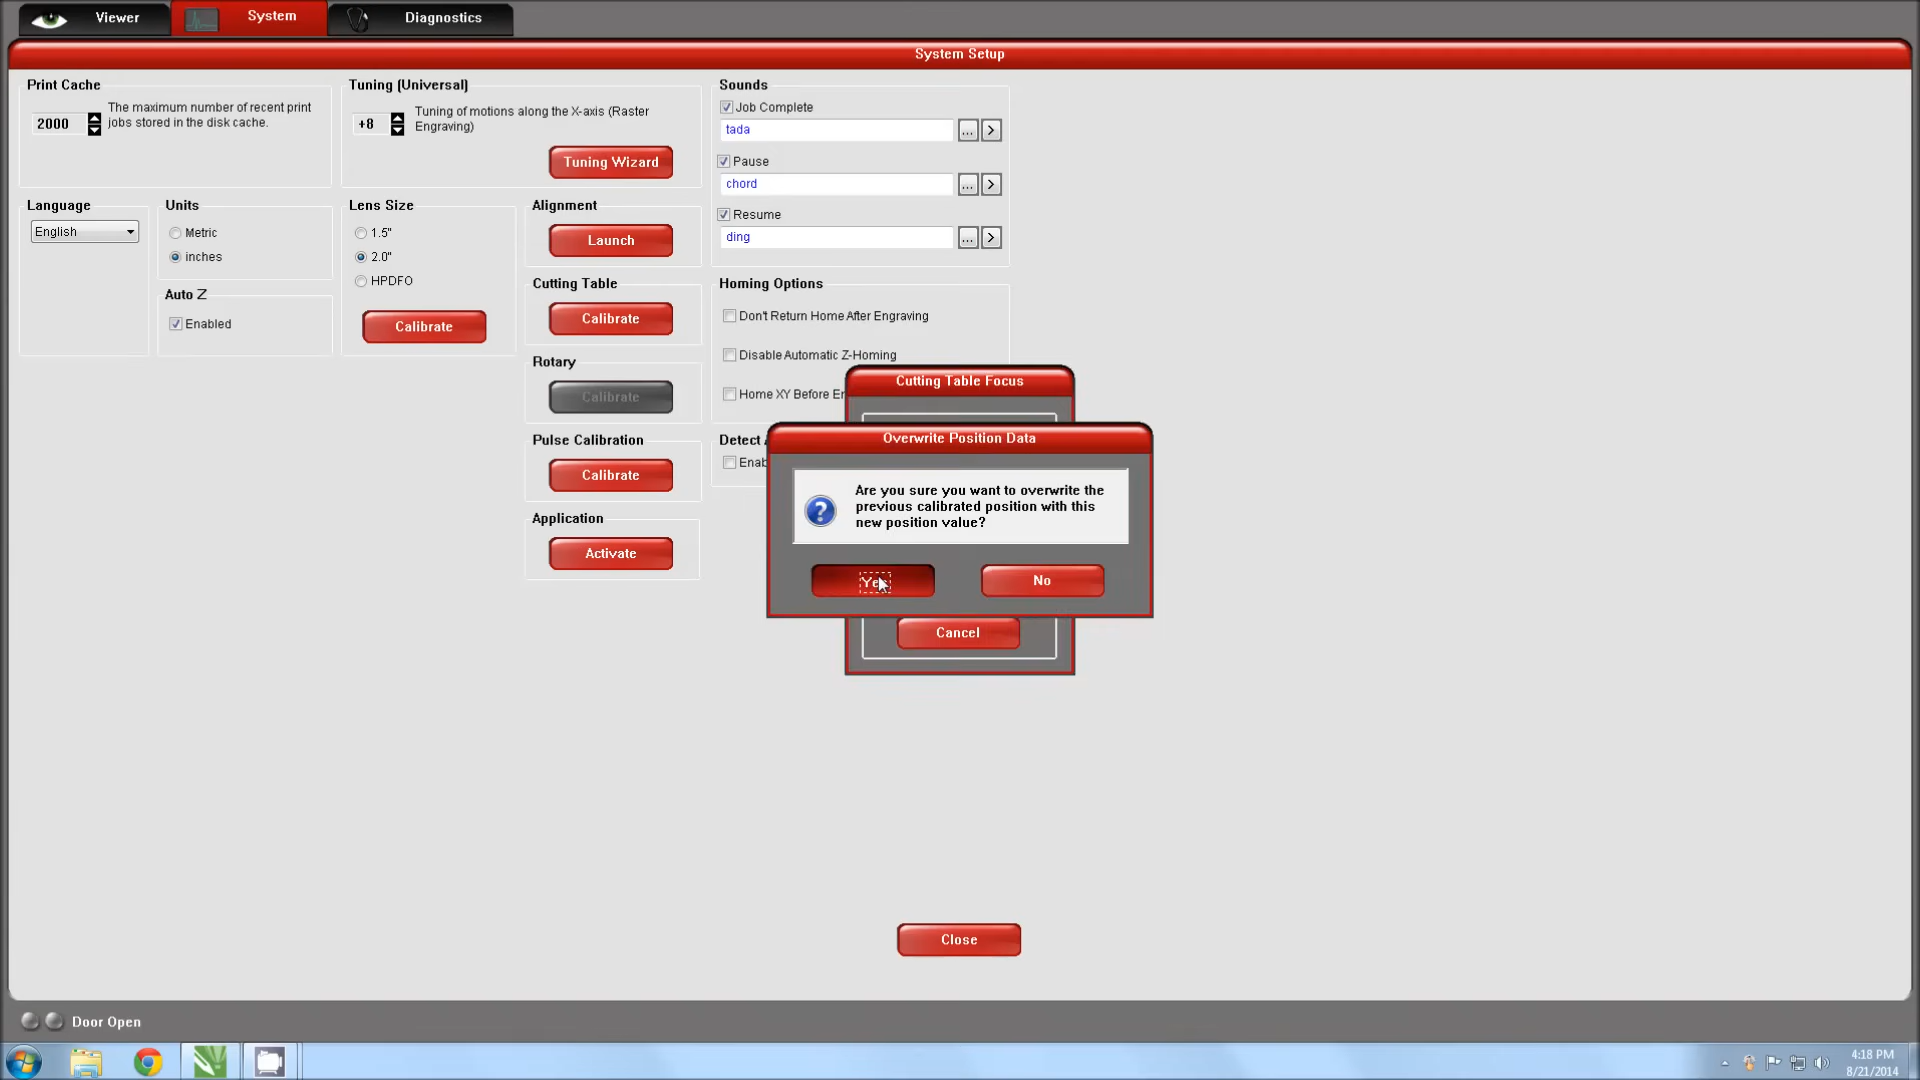 Viewer
System
Diagnostics
System Setup
Print Cache
2000
The maximum number of recent print
jobs stored in the disk cache.
Tuning (Universal)
+8
Tuning of motions along the X-axis (Raster
Engraving)
Tuning Wizard
Sounds
Job Complete
tada
...
>
Pause
chord
...
>
Resume
ding
...
>
Language
English
Units
Metric
inches
Auto Z
Enabled
Lens Size
1.5"
2.0"
HPDFO
Calibrate
Alignment
Launch
Cutting Table
Calibrate
Rotary
Calibrate
Pulse Calibration
Calibrate
Application
Activate
Homing Options
Don't Return Home After Engraving
Disable Automatic Z-Homing
Home XY Before En
Detect
Enab
Cutting Table Focus
Overwrite Position Data
Are you sure you want to overwrite the
previous calibrated position with this
new position value?
Yes
No
Cancel
Close
Door Open
4:18 PM
8/21/2014